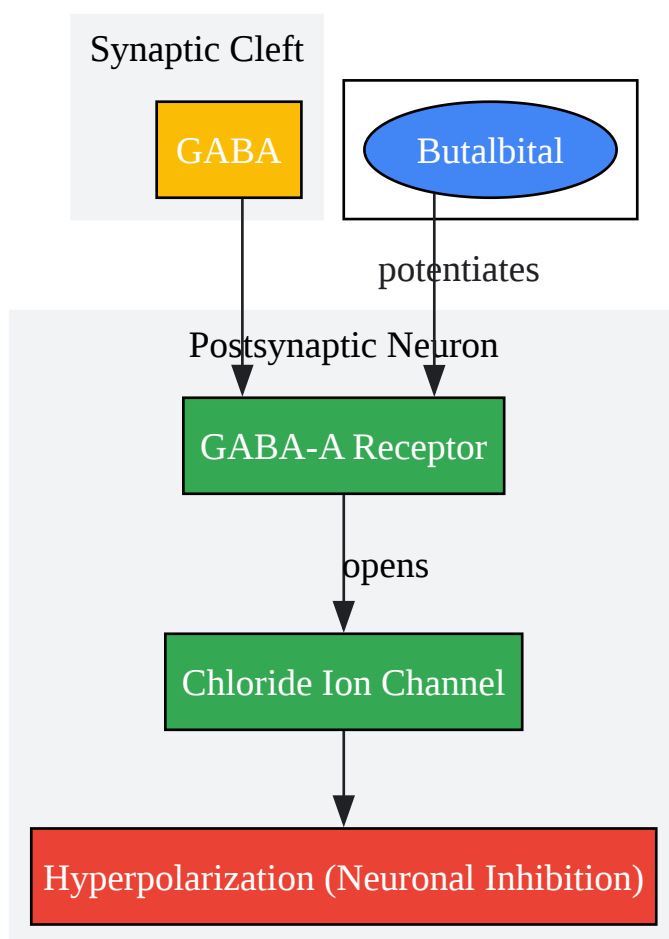 Synaptic Cleft
GABA
Butalbital
potentiates
Postsynaptic Neuron
GABA-A Receptor
opens
Chloride Ion Channel
Hyperpolarization (Neuronal Inhibition)